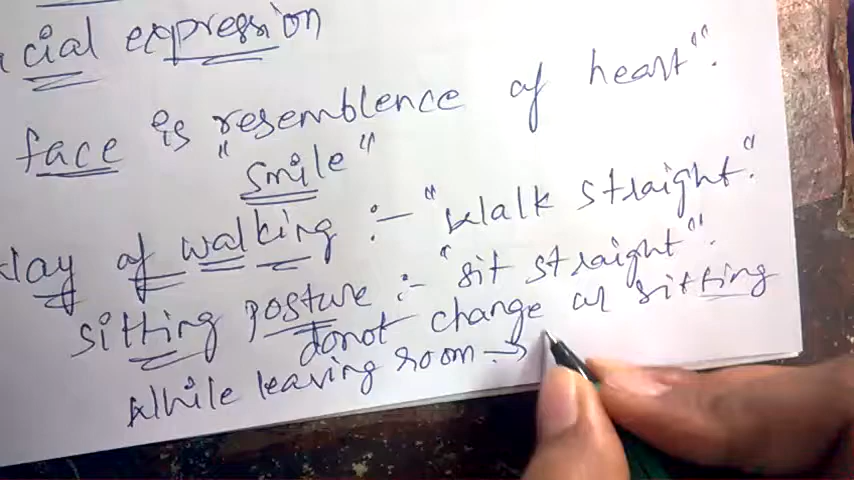 cial expression
face is "resemblence of heart".
"Smile"
Way of walking :- "Walk straight".
sitting posture :- "sit straight".
donot change sitting
While leaving room →